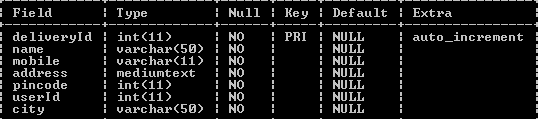 Field | Type | Null | Key | Default | Extra
deliveryId | int(11) | NO | PRI | NULL | auto_increment
name | varchar(50) | NO | | NULL |
mobile | varchar(11) | NO | | NULL |
address | mediumtext | NO | | NULL |
pincode | int(11) | NO | | NULL |
userId | int(11) | NO | | NULL |
city | varchar(50) | NO | | NULL |